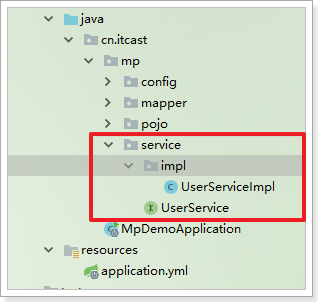 java
cn.itcast
mp
config
mapper
pojo
service
impl
UserServiceImpl
UserService
MpDemoApplication
resources
application.yml